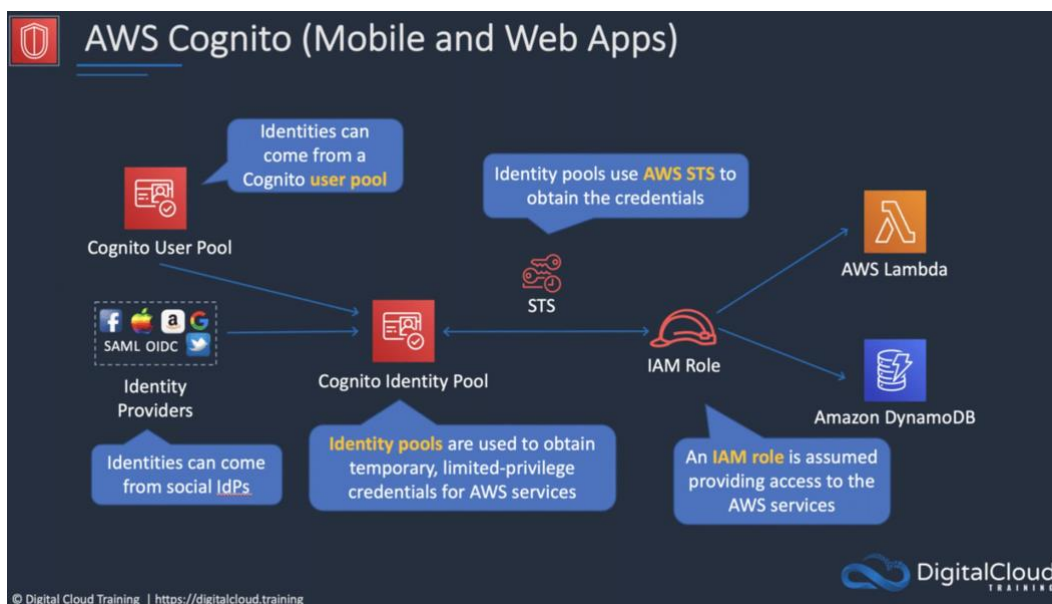 AWS Cognito (Mobile and Web Apps)
Identities can
come from a
Cognito user pool
Identity pools use AWS STS to
obtain the credentials
Cognito User Pool
AWS Lambda
STS
a
G
SAML OIDC
Cognito Identity Pool
IAM Role
Identity
Providers
Amazon DynamoDB
Identities can come
from social IdPs
Identity pools are used to obtain
temporary, limited-privilege
credentials for AWS services
An IAM role is assumed
providing access to the
AWS services
DigitalCloud
TRAINING
© Digital Cloud Training | https://digitalcloud.training